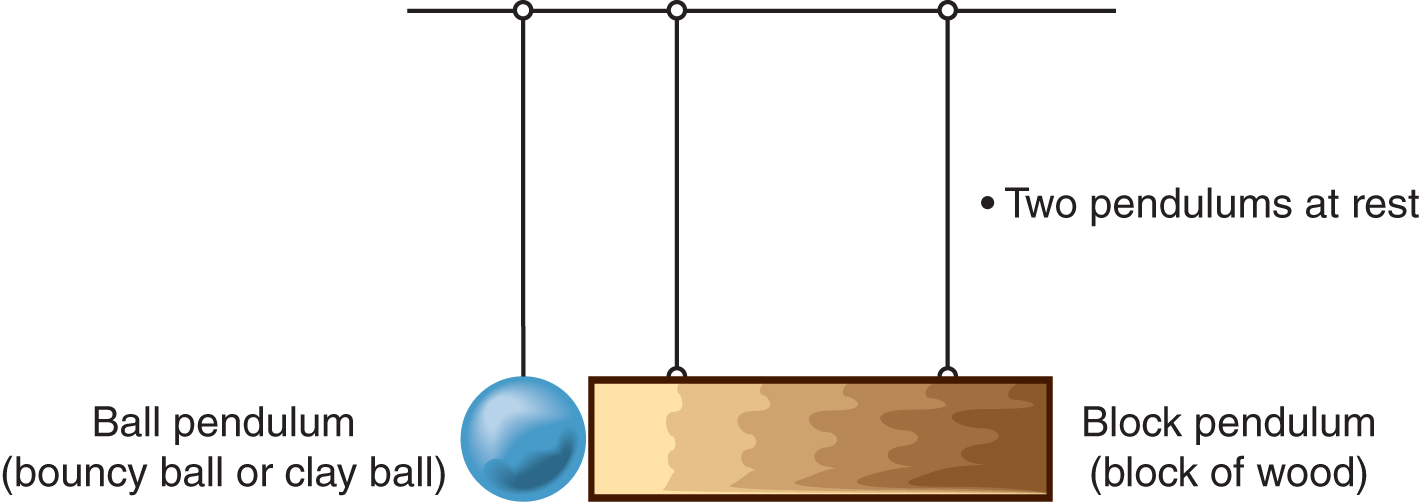 • Two pendulums at rest
Ball pendulum
(bouncy ball or clay ball)
Block pendulum
(block of wood)